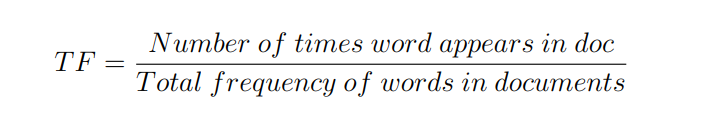 TF = Number of times word appears in doc
Total frequency of words in documents